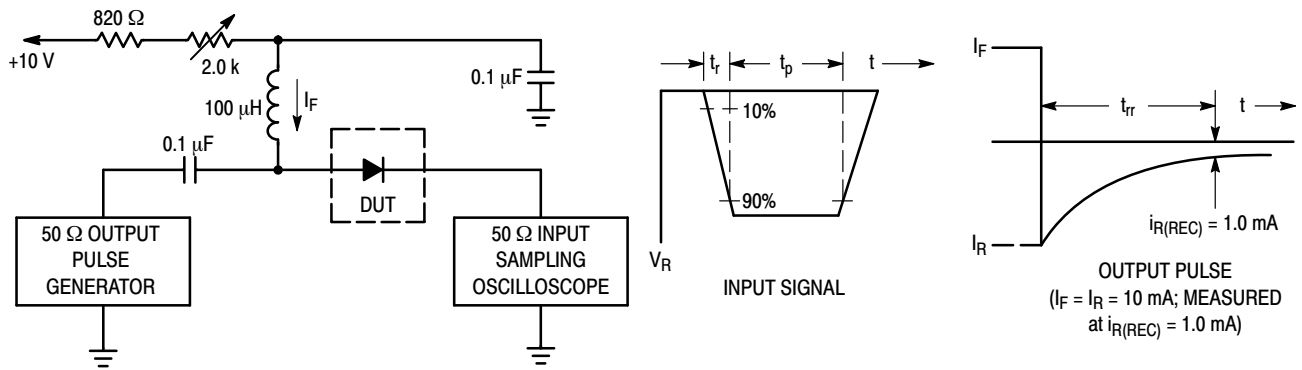 820 Ω
+10 V
2.0 k
100 μH
I_F
0.1 μF
0.1 μF
DUT
50 Ω OUTPUT
PULSE
GENERATOR
50 Ω INPUT
SAMPLING
OSCILLOSCOPE
t_r
t_p
t
10%
90%
V_R
INPUT SIGNAL
I_F
t_rr
t
I_R
i_R(REC) = 1.0 mA
OUTPUT PULSE
(I_F = I_R = 10 mA; MEASURED
at i_R(REC) = 1.0 mA)